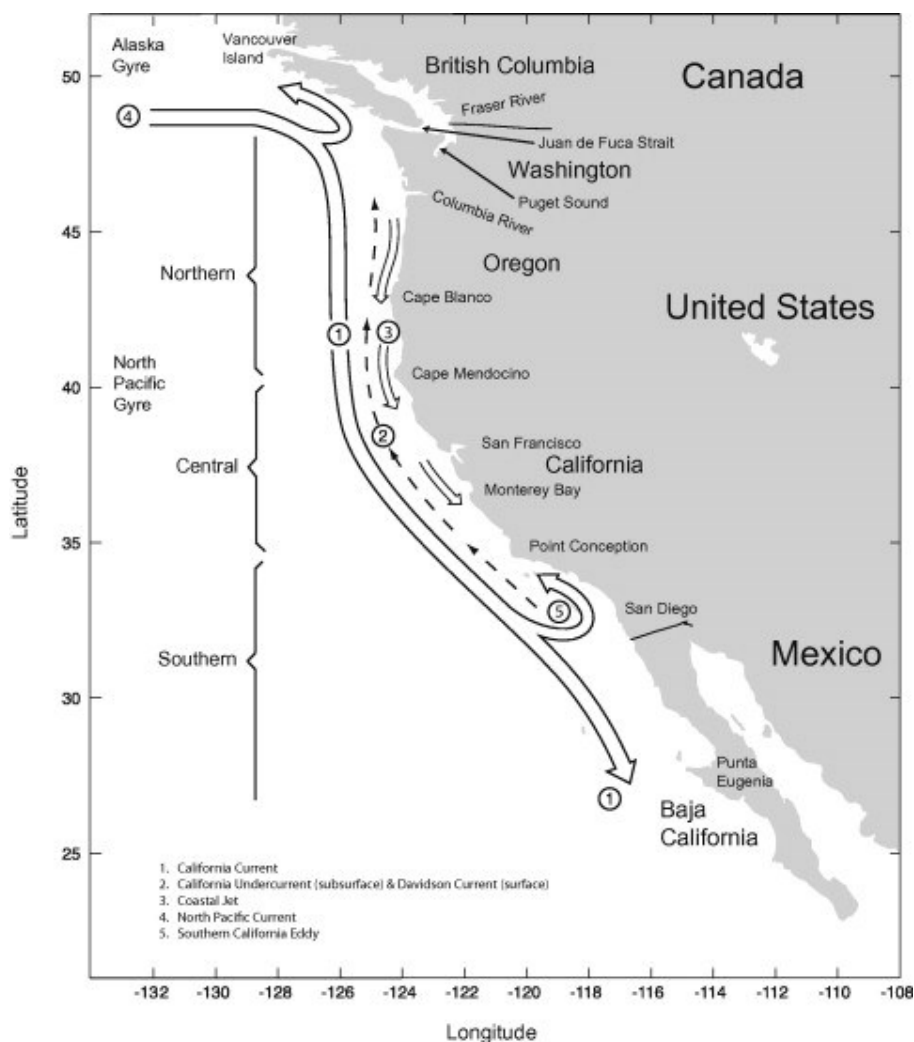 Alaska
Gyre
Vancouver
Island
British Columbia
Canada
Fraser River
Juan de Fuca Strait
Washington
Puget Sound
Columbia River
Northern
Oregon
Cape Blanco
United States
North
Pacific
Gyre
Cape Mendocino
San Francisco
California
Central
Monterey Bay
Point Conception
San Diego
Southern
Mexico
Punta
Eugenia
Baja
California
4
1
3
2
5
1
1. California Current
2. California Undercurrent (subsurface) & Davidson Current (surface)
3. Coastal Jet
4. North Pacific Current
5. Southern California Eddy
Latitude
50
45
40
35
30
25
-132 -130 -128 -126 -124 -122 -120 -118 -116 -114 -112 -110 -108
Longitude